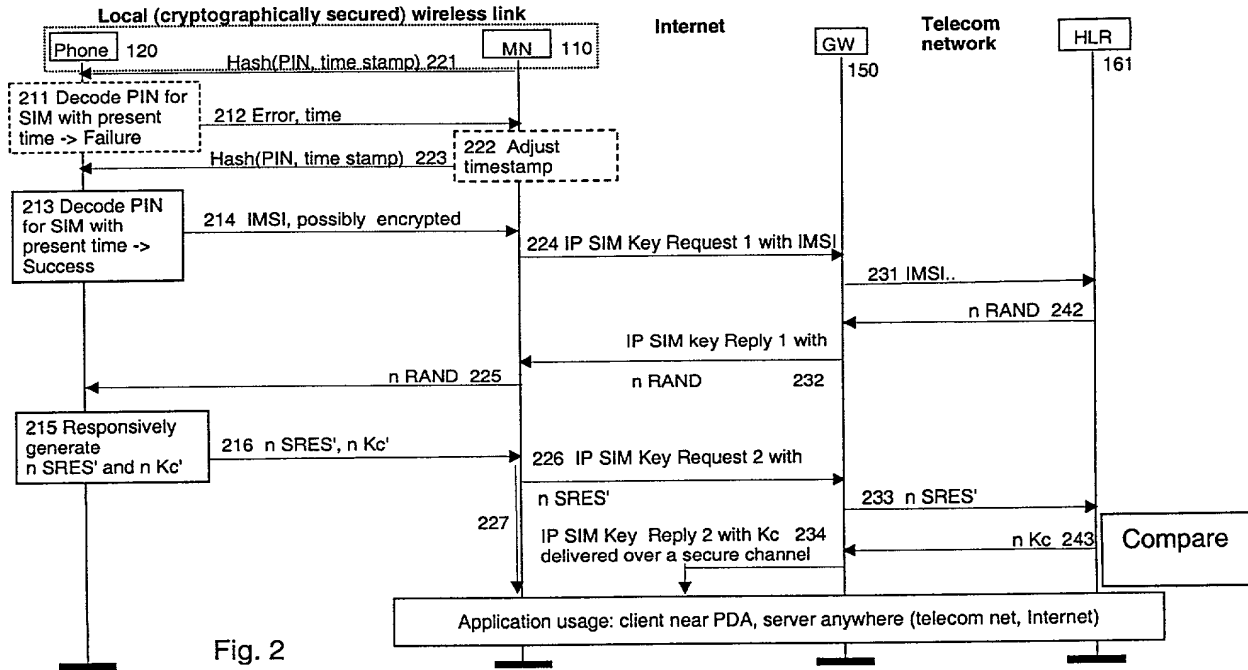 Local (cryptographically secured) wireless link
Internet
Telecom
network
Phone
120
MN
110
GW
150
HLR
161
Hash(PIN, time stamp) 221
211 Decode PIN for
SIM with present
time -> Failure
212 Error, time
222 Adjust
timestamp
Hash(PIN, time stamp) 223
213 Decode PIN
for SIM with
present time ->
Success
214 IMSI, possibly encrypted
224 IP SIM Key Request 1 with IMSI
231 IMSI..
n RAND 242
IP SIM key Reply 1 with
n RAND 232
n RAND 225
215 Responsively
generate
n SRES' and n Kc'
216 n SRES', n Kc'
226 IP SIM Key Request 2 with
n SRES'
233 n SRES'
227
IP SIM Key Reply 2 with Kc 234
delivered over a secure channel
n Kc 243
Compare
Application usage: client near PDA, server anywhere (telecom net, Internet)
Fig. 2